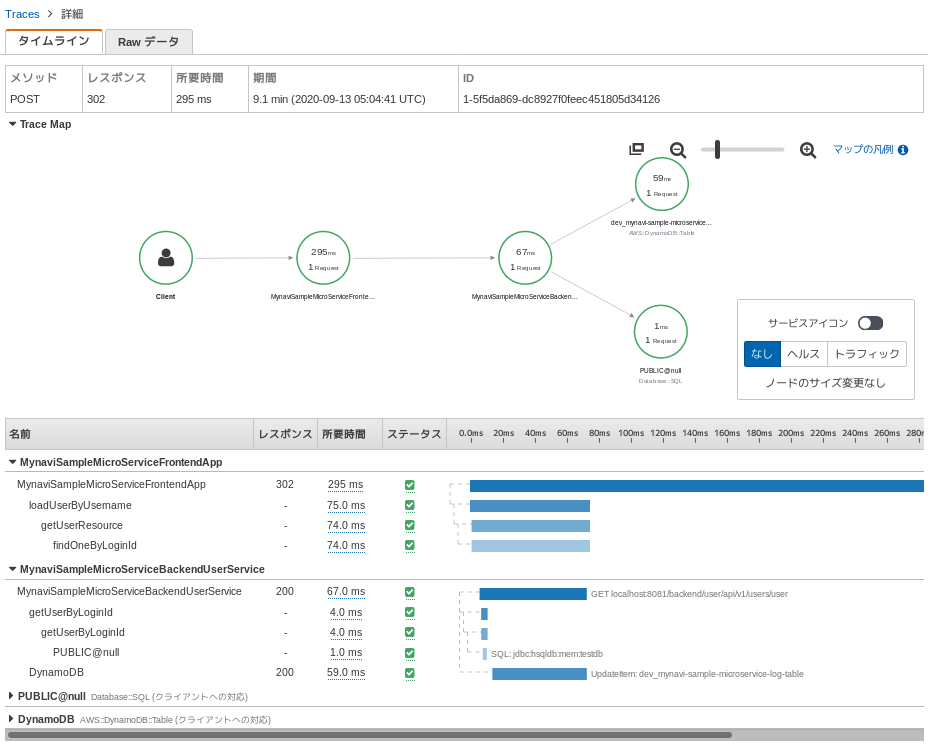 Traces > 詳細
タイムライン Raw データ
メソッド レスポンス 所要時間 期間 ID
POST 302 295 ms 9.1 min (2020-09-13 05:04:41 UTC) 1-5f5da869-dc8927f0feec451805d34126
Trace Map
マップの凡例
59ms
1 Request
dev_mynavi-sample-microservice...
AWS::DynamoDB::Table
295ms
1 Request
67ms
1 Request
Client
MynaviSampleMicroServiceFronte...
MynaviSampleMicroServiceBacken...
1ms
1 Request
PUBLIC@null
Database::SQL
サービスアイコン
なし ヘルス トラフィック
ノードのサイズ変更なし
名前 レスポンス 所要時間 ステータス 0.0ms 20ms 40ms 60ms 80ms 100ms 120ms 140ms 160ms 180ms 200ms 220ms 240ms 260ms 280m
MynaviSampleMicroServiceFrontendApp
MynaviSampleMicroServiceFrontendApp 302 295 ms
loadUserByUsername - 75.0 ms
getUserResource - 74.0 ms
findOneByLoginId - 74.0 ms
MynaviSampleMicroServiceBackendUserService
MynaviSampleMicroServiceBackendUserService 200 67.0 ms GET localhost:8081/backend/user/api/v1/users/user
getUserByLoginId - 4.0 ms
getUserByLoginId - 4.0 ms
PUBLIC@null - 1.0 ms SQL: jdbc:hsqldb:mem:testdb
DynamoDB 200 59.0 ms UpdateItem: dev_mynavi-sample-microservice-log-table
PUBLIC@null Database::SQL (クライアントへの対応)
DynamoDB AWS::DynamoDB::Table (クライアントへの対応)